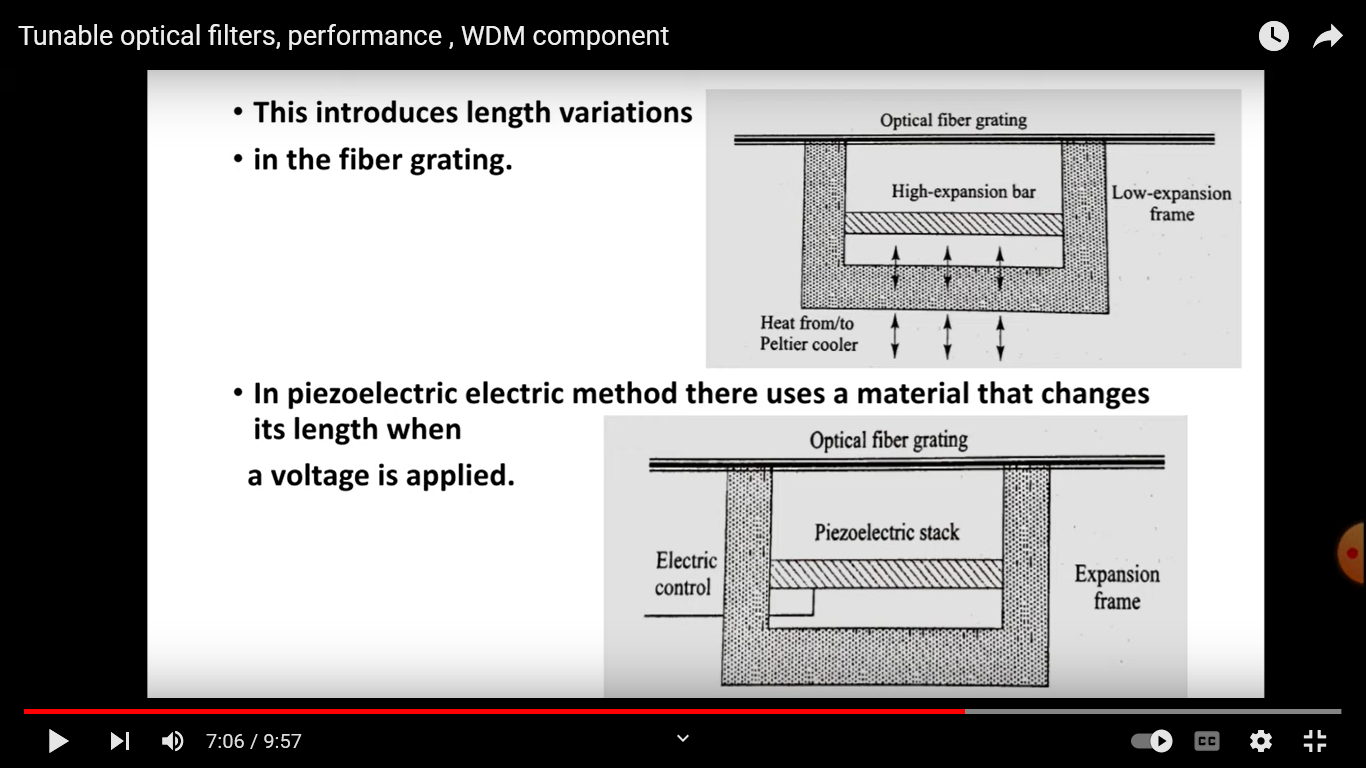 Tunable optical filters, performance , WDM component
• This introduces length variations
• in the fiber grating.
Optical fiber grating
High-expansion bar
Low-expansion
frame
Heat from/to
Peltier cooler
• In piezoelectric electric method there uses a material that changes
its length when
a voltage is applied.
Optical fiber grating
Piezoelectric stack
Electric
control
Expansion
frame
7:06 / 9:57
CC